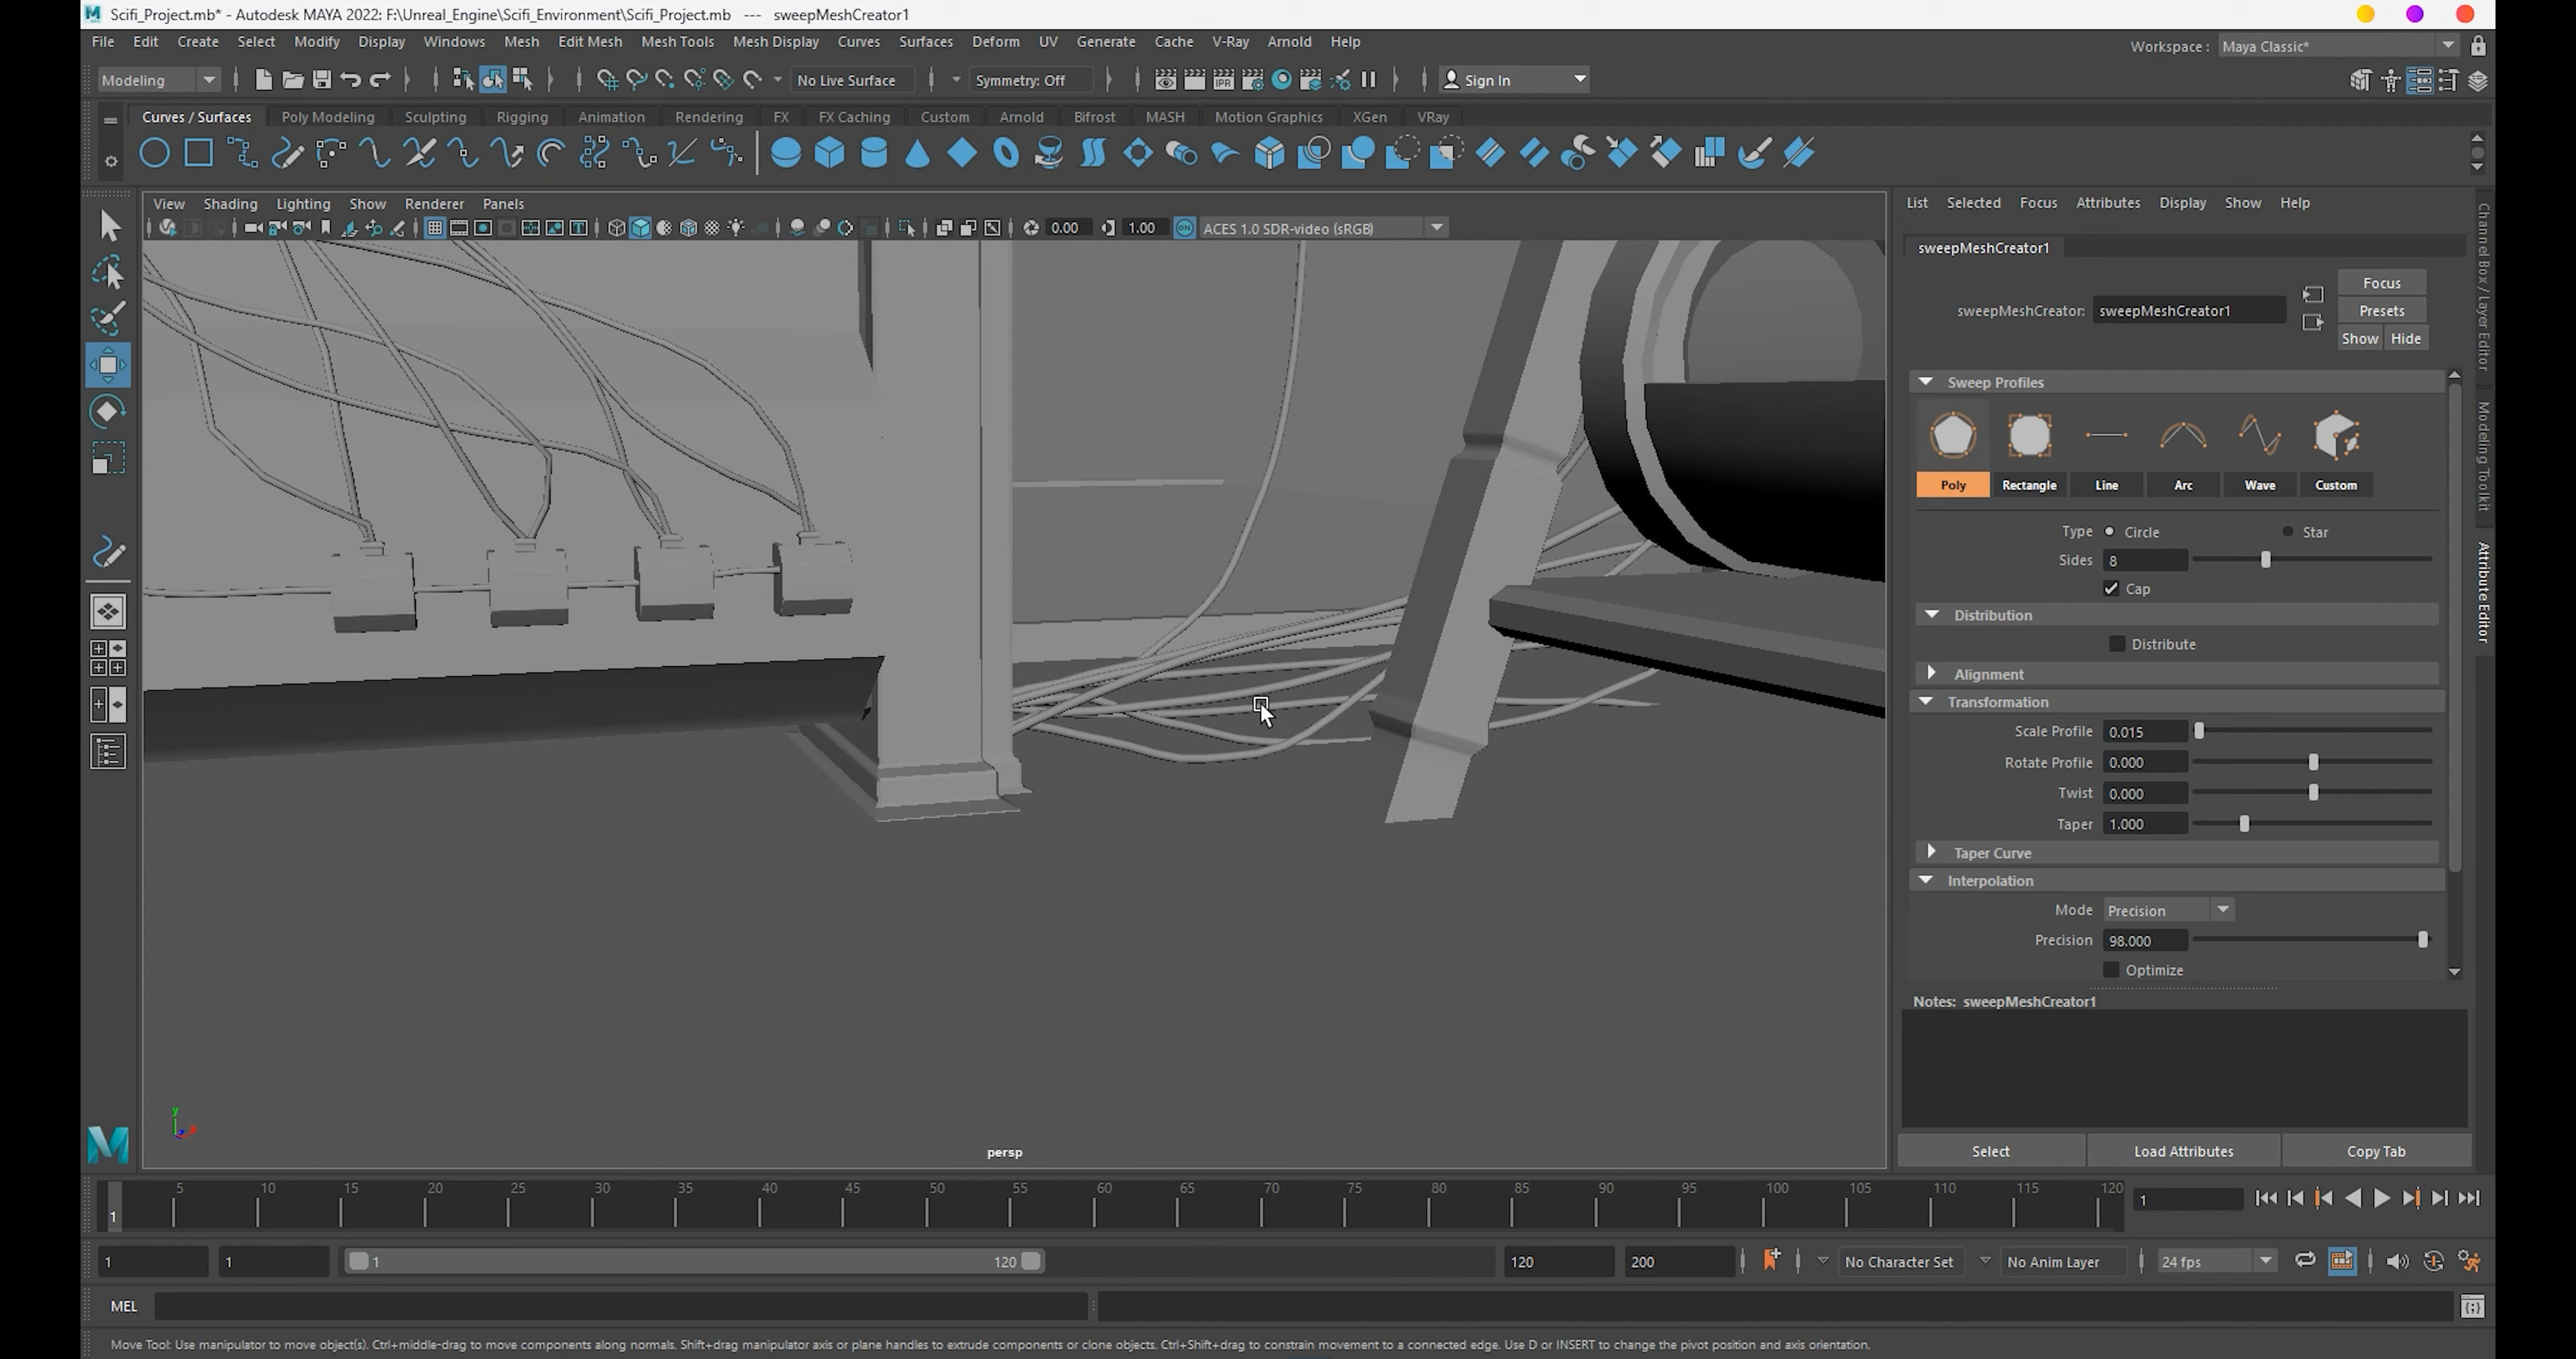 Scifi_Project.mb* - Autodesk MAYA 2022: F:\Unreal_Engine\Scifi_Environment\Scifi_Project.mb --- sweepMeshCreator1
File Edit Create Select Modify Display Windows Mesh Edit Mesh Mesh Tools Mesh Display Curves Surfaces Deform UV Generate Cache V-Ray Arnold Help
Workspace : Maya Classic*
Modeling No Live Surface Symmetry: Off IPR Sign In
Curves / Surfaces Poly Modeling Sculpting Rigging Animation Rendering FX FX Caching Custom Arnold Bifrost MASH Motion Graphics XGen VRay
View Shading Lighting Show Renderer Panels
0.00 1.00 ON ACES 1.0 SDR-video (sRGB)
persp
y
List Selected Focus Attributes Display Show Help
sweepMeshCreator1
sweepMeshCreator: sweepMeshCreator1
Focus
Presets
Show Hide
Sweep Profiles
Poly Rectangle Line Arc Wave Custom
Type Circle Star
Sides 8
Cap
Distribution
Distribute
Alignment
Transformation
Scale Profile 0.015
Rotate Profile 0.000
Twist 0.000
Taper 1.000
Taper Curve
Interpolation
Mode Precision
Precision 98.000
Optimize
Notes: sweepMeshCreator1
Select Load Attributes Copy Tab
Channel Box / Layer Editor
Modeling Toolkit
Attribute Editor
5 10 15 20 25 30 35 40 45 50 55 60 65 70 75 80 85 90 95 100 105 110 115 120
1 1
1 1 1 120 120 200 No Character Set No Anim Layer 24 fps
MEL
Move Tool: Use manipulator to move object(s). Ctrl+middle-drag to move components along normals. Shift+drag manipulator axis or plane handles to extrude components or clone objects. Ctrl+Shift+drag to constrain movement to a connected edge. Use D or INSERT to change the pivot position and axis orientation.